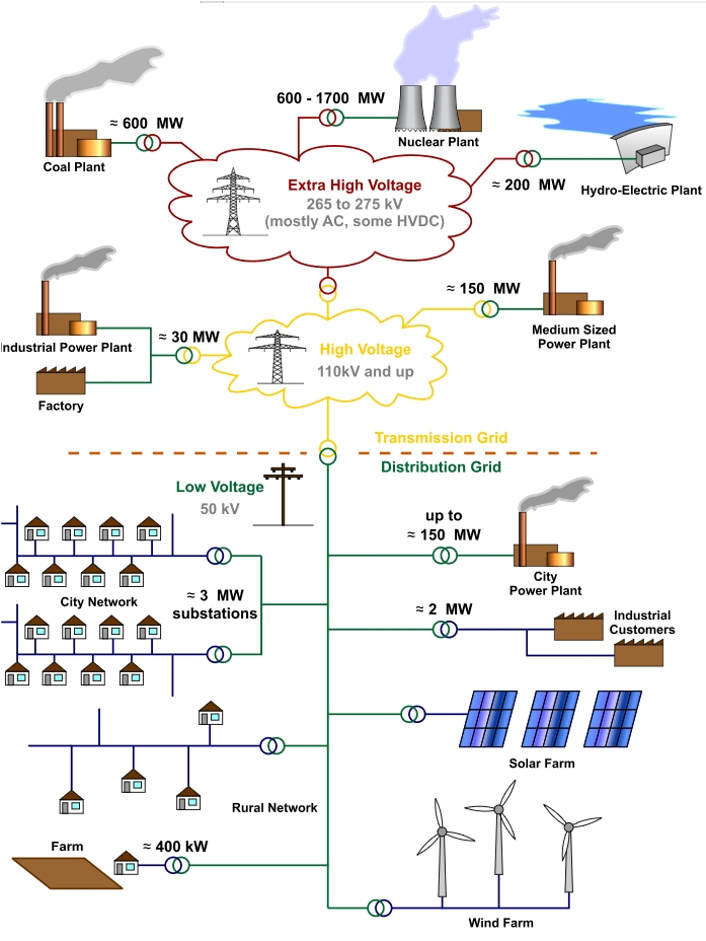 600 - 1700 MW
≈ 600 MW
Nuclear Plant
Coal Plant
Extra High Voltage
265 to 275 kV
(mostly AC, some HVDC)
≈ 200 MW
Hydro-Electric Plant
≈ 150 MW
Medium Sized
Power Plant
≈ 30 MW
Industrial Power Plant
Factory
High Voltage
110kV and up
Transmission Grid
Distribution Grid
Low Voltage
50 kV
up to
≈ 150 MW
City
Power Plant
City Network
≈ 3 MW
substations
≈ 2 MW
Industrial
Customers
Solar Farm
Rural Network
Farm
≈ 400 kW
Wind Farm